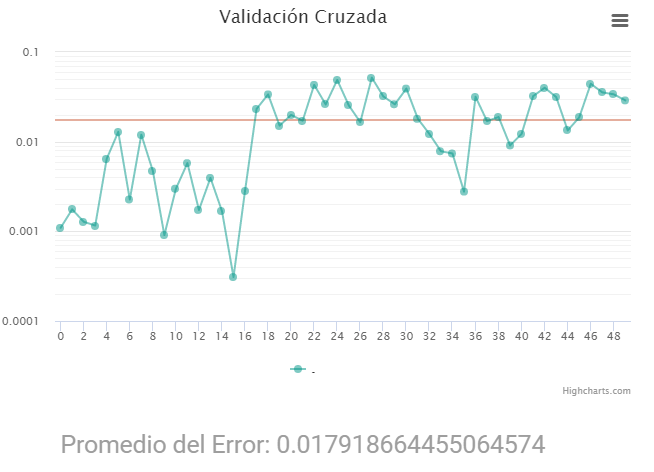 Validación Cruzada
0.1
0.01
0.001
0.0001
0 2 4 6 8 10 12 14 16 18 20 22 24 26 28 30 32 34 36 38 40 42 44 46 48
-
Highcharts.com
Promedio del Error: 0.017918664455064574